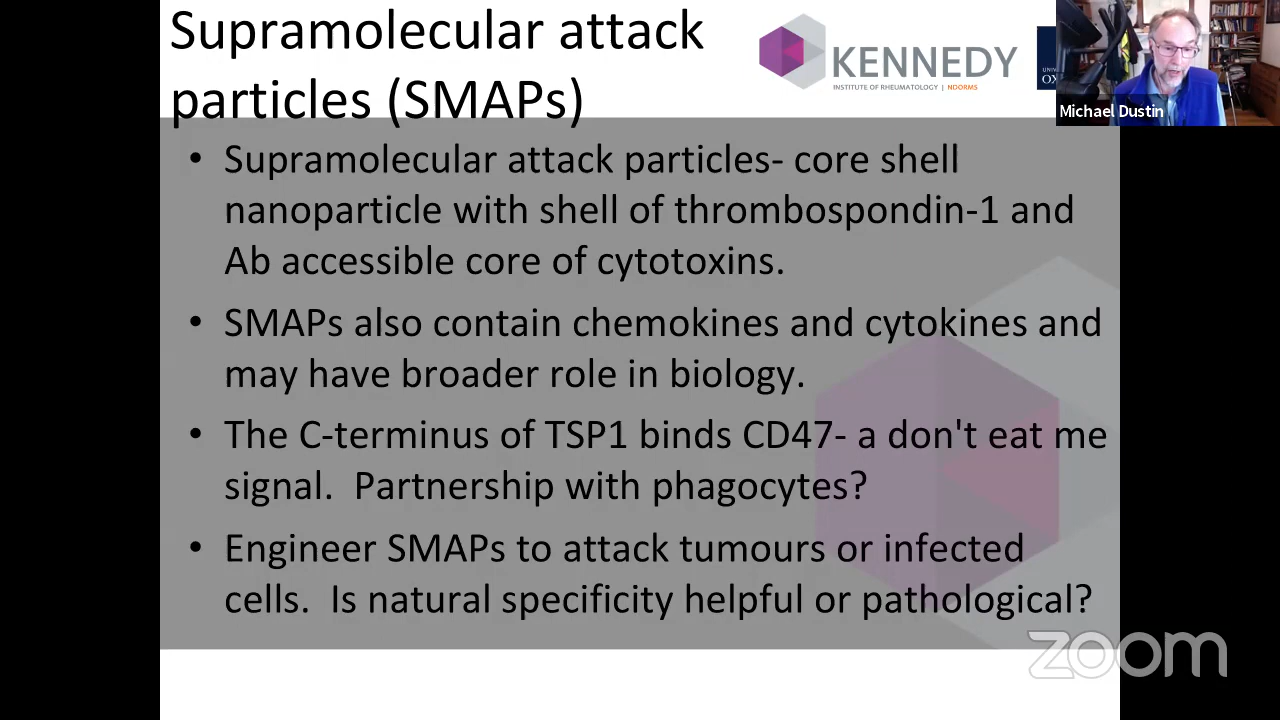 Supramolecular attack
particles (SMAPs)
KENNEDY
INSTITUTE OF RHEUMATOLOGY | NDORMS
UNIV
OX
Michael Dustin
• Supramolecular attack particles- core shell
nanoparticle with shell of thrombospondin-1 and
Ab accessible core of cytotoxins.
• SMAPs also contain chemokines and cytokines and
may have broader role in biology.
• The C-terminus of TSP1 binds CD47- a don't eat me
signal.  Partnership with phagocytes?
• Engineer SMAPs to attack tumours or infected
cells.  Is natural specificity helpful or pathological?
zoom